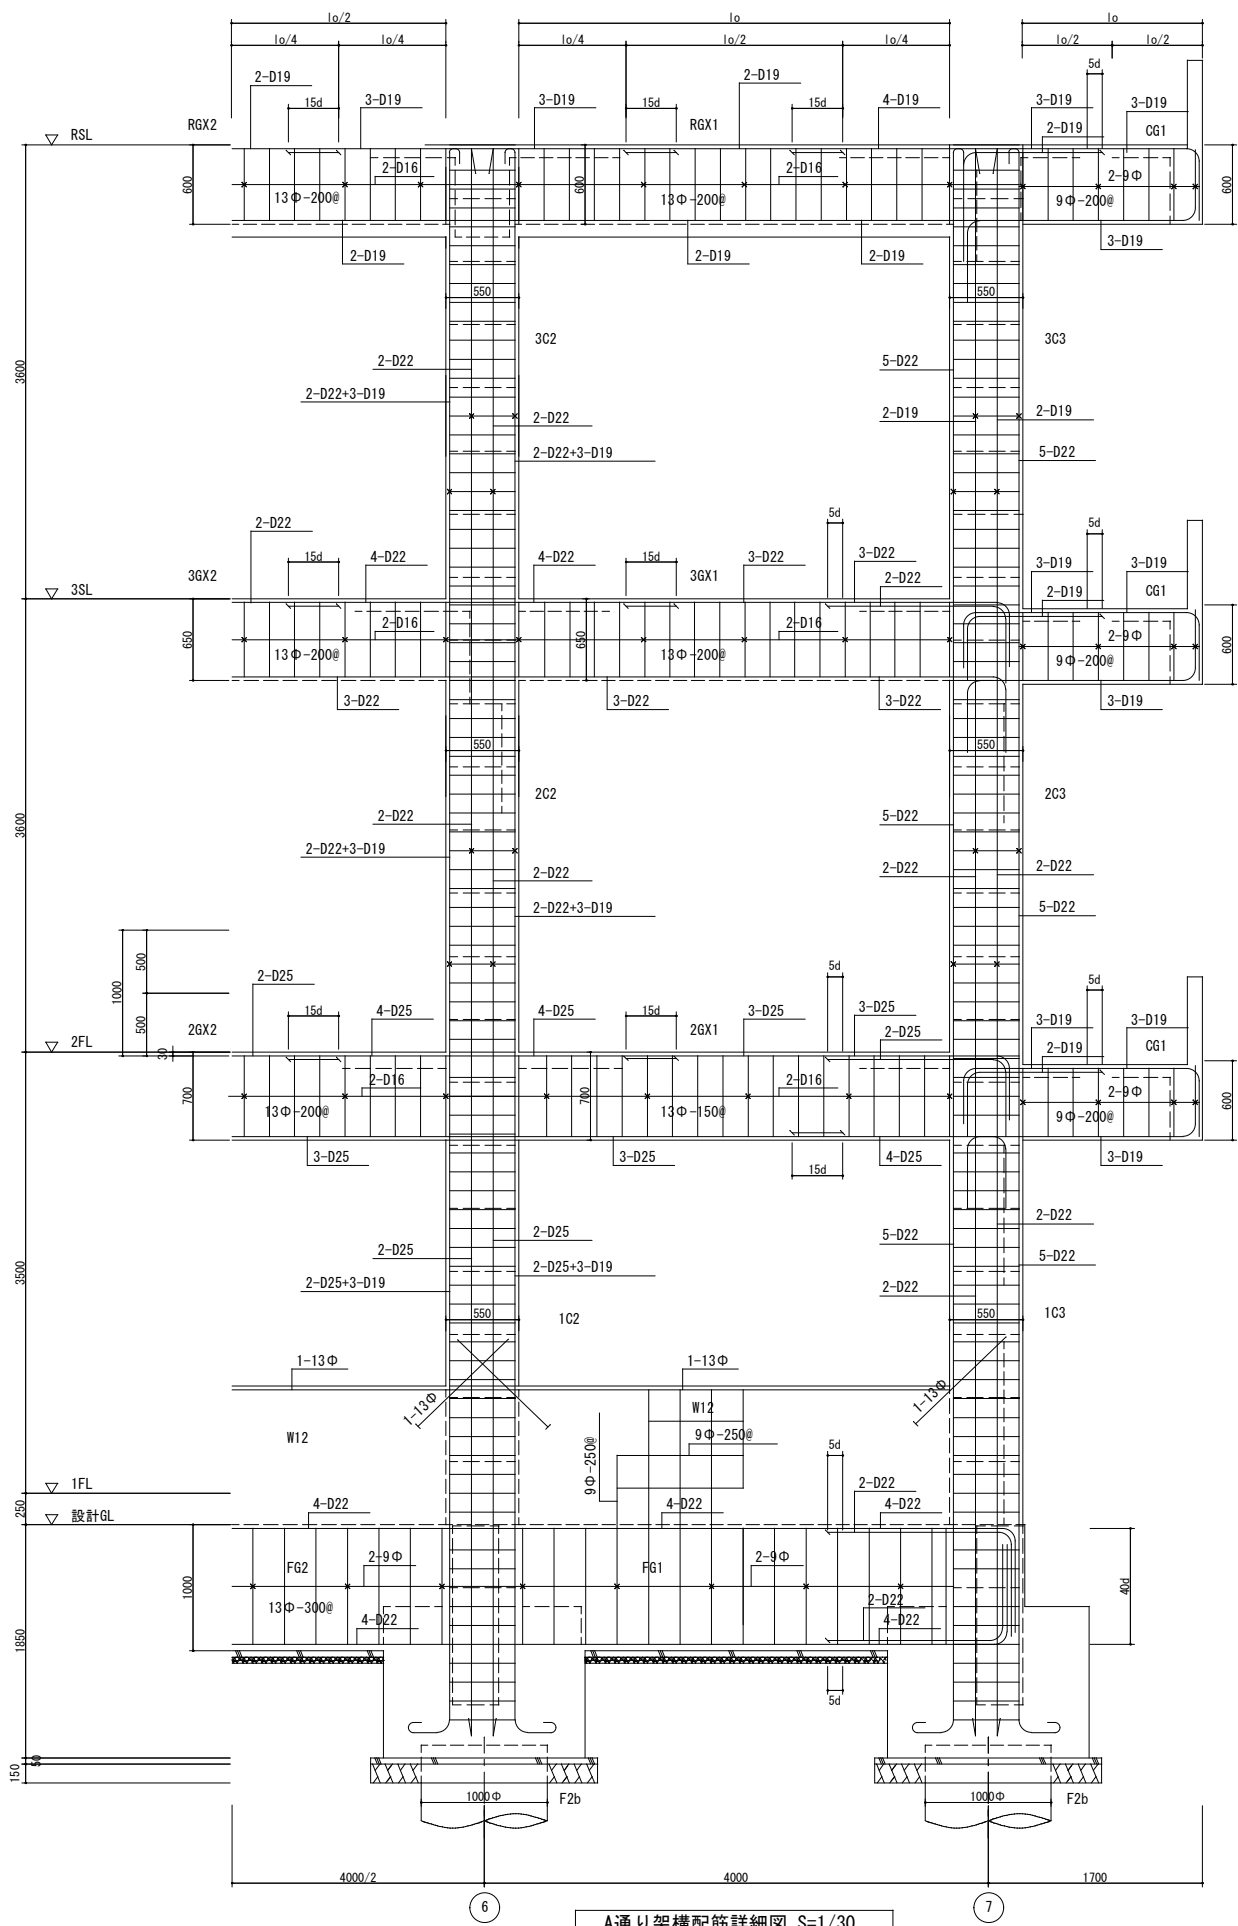 lo/2
lo
lo
lo/4
lo/4
lo/4
lo/2
lo/4
lo/2
lo/2
2-D19
2-D19
5d
15d
3-D19
3-D19
15d
15d
4-D19
3-D19
3-D19
RSL
RGX2
RGX1
2-D19
CG1
600
2-D16
13Φ-200@
600
2-D16
13Φ-200@
2-9Φ
9Φ-200@
600
2-D19
2-D19
2-D19
3-D19
550
550
3C2
3C3
3600
2-D22
5-D22
2-D22+3-D19
2-D22
2-D19
2-D19
2-D22+3-D19
5-D22
2-D22
5d
5d
15d
4-D22
4-D22
15d
3-D22
3-D22
3-D19
3-D19
3SL
3GX2
3GX1
2-D22
2-D19
CG1
650
2-D16
13Φ-200@
650
2-D16
13Φ-200@
2-9Φ
9Φ-200@
600
3-D22
3-D22
3-D22
3-D19
550
550
2C2
2C3
3600
2-D22
5-D22
2-D22+3-D19
2-D22
2-D22
2-D22
2-D22+3-D19
5-D22
1000
500
500
30
2-D25
5d
5d
15d
4-D25
4-D25
15d
3-D25
3-D25
3-D19
3-D19
2FL
2GX2
2GX1
2-D25
2-D19
CG1
700
2-D16
13Φ-200@
700
2-D16
13Φ-150@
2-9Φ
9Φ-200@
600
3-D25
3-D25
4-D25
3-D19
15d
3500
2-D25
2-D25
2-D22
5-D22
2-D25+3-D19
2-D25+3-D19
2-D22
5-D22
550
550
1C2
1C3
1-13Φ
1-13Φ
1-13Φ
1-13Φ
W12
W12
9Φ-250@
9Φ-250@
5d
1FL
250
設計GL
4-D22
4-D22
2-D22
4-D22
FG2
2-9Φ
FG1
2-9Φ
1000
13Φ-300@
4-D22
2-D22
4-D22
40d
1850
5d
50
150
1000Φ
F2b
1000Φ
F2b
4000/2
4000
1700
6
7
A通り架構配筋詳細図 S=1/30